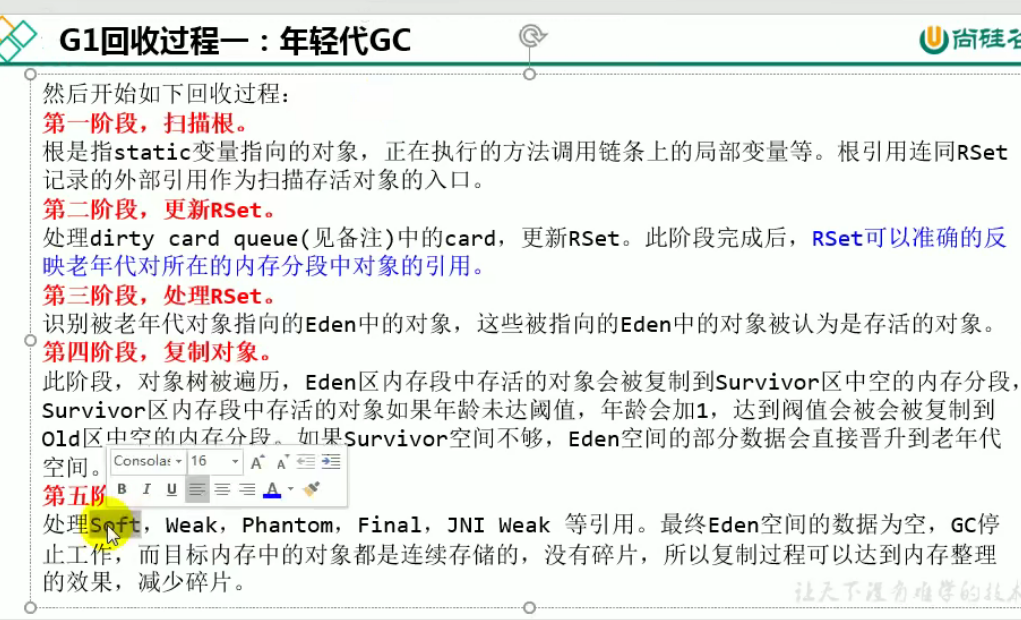 G1回收过程一：年轻代GC
尚硅谷
然后开始如下回收过程：
第一阶段，扫描根。
根是指static变量指向的对象，正在执行的方法调用链条上的局部变量等。根引用连同RSet
记录的外部引用作为扫描存活对象的入口。
第二阶段，更新RSet。
处理dirty card queue(见备注)中的card，更新RSet。此阶段完成后，RSet可以准确的反
映老年代对所在的内存分段中对象的引用。
第三阶段，处理RSet。
识别被老年代对象指向的Eden中的对象，这些被指向的Eden中的对象被认为是存活的对象。
第四阶段，复制对象。
此阶段，对象树被遍历，Eden区内存段中存活的对象会被复制到Survivor区中空的内存分段，
Survivor区内存段中存活的对象如果年龄未达阈值，年龄会加1，达到阀值会被会被复制到
Old区中空的内存分段。如果Survivor空间不够，Eden空间的部分数据会直接晋升到老年代
空间。
Consolas 16
B I U A
第五阶
处理Soft，Weak，Phantom，Final，JNI Weak 等引用。最终Eden空间的数据为空，GC停
止工作，而目标内存中的对象都是连续存储的，没有碎片，所以复制过程可以达到内存整理
的效果，减少碎片。
让天下没有难学的技术